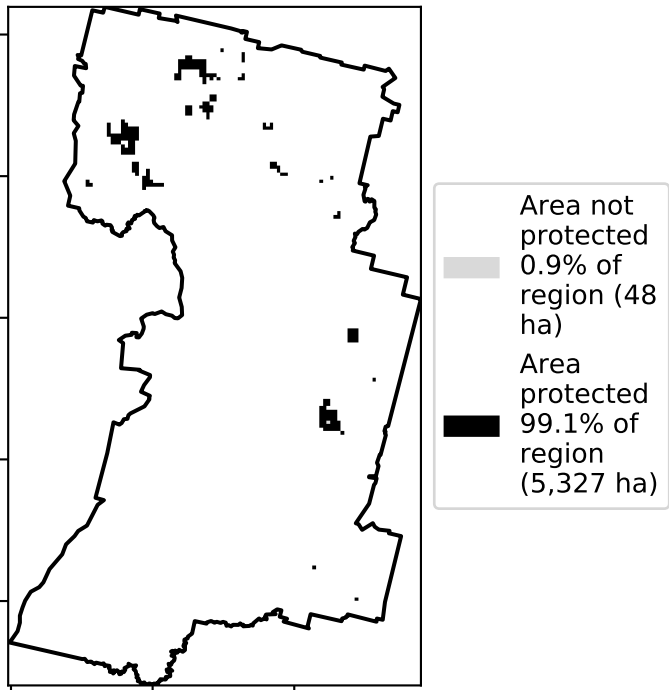 Area not
protected
0.9% of
region (48
ha)
Area
protected
99.1% of
region
(5,327 ha)